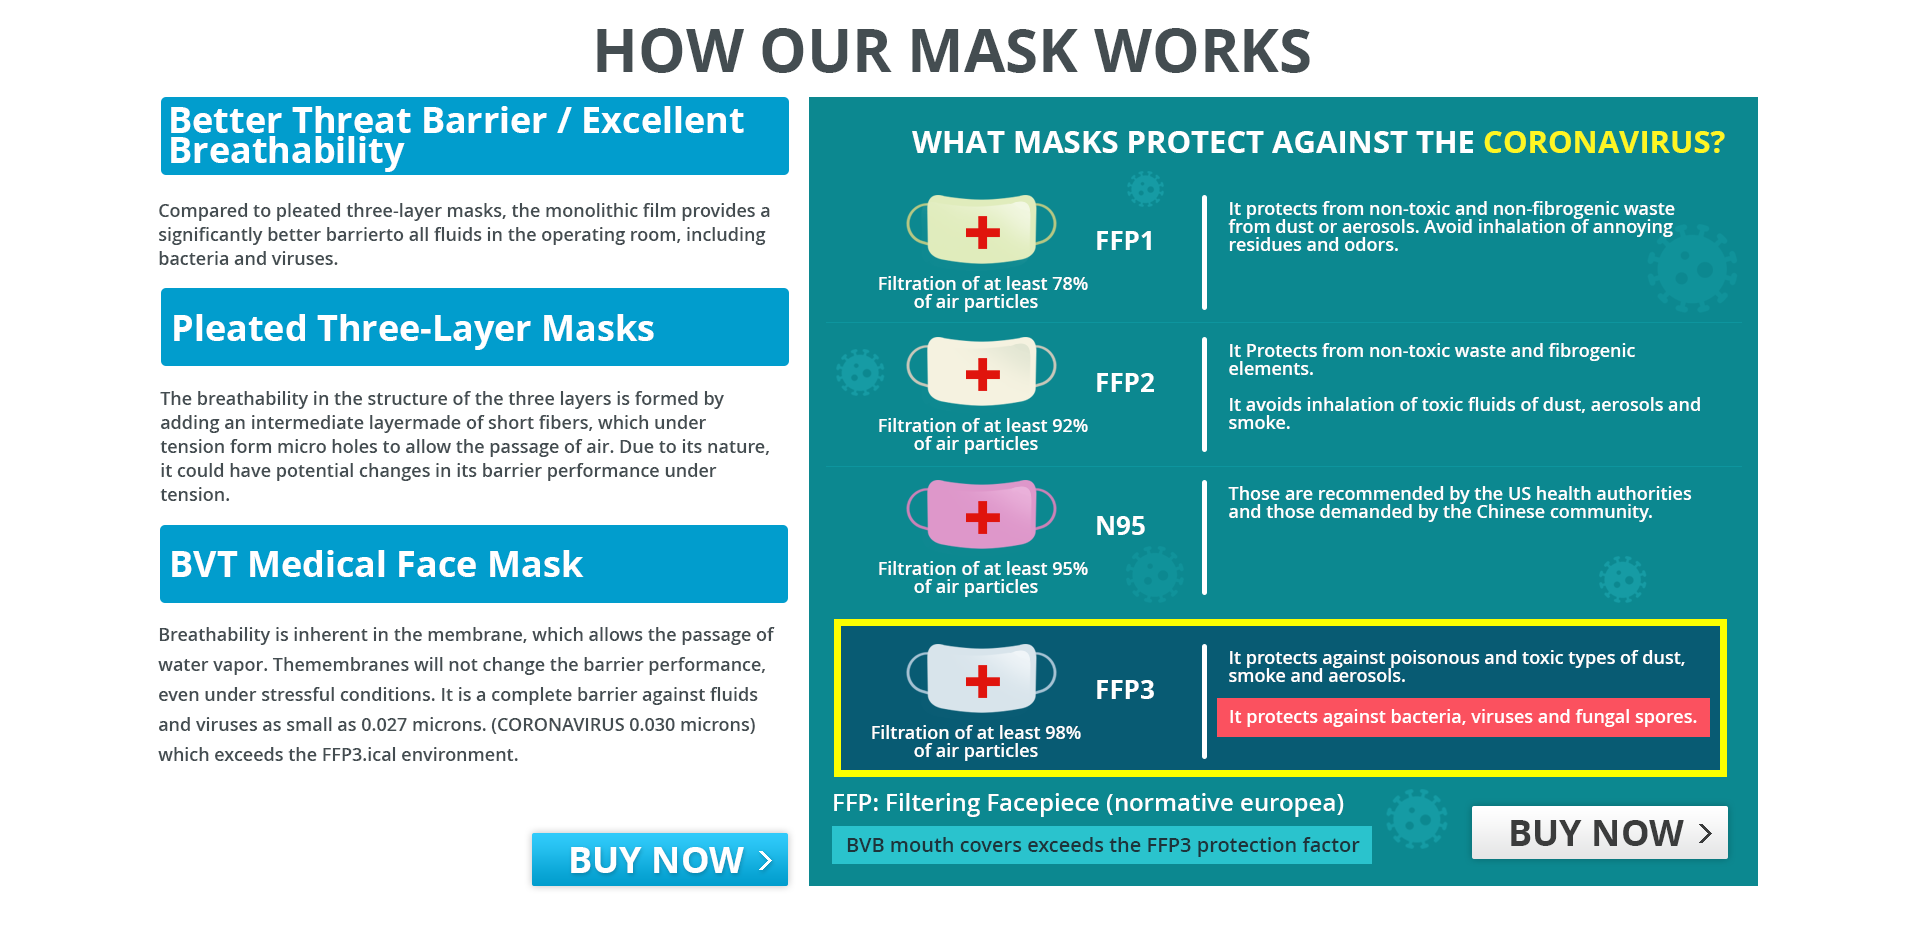 HOW OUR MASK WORKS
Better Threat Barrier / Excellent
Breathability
Compared to pleated three-layer masks, the monolithic film provides a
significantly better barrierto all fluids in the operating room, including
bacteria and viruses.
Pleated Three-Layer Masks
The breathability in the structure of the three layers is formed by
adding an intermediate layermade of short fibers, which under
tension form micro holes to allow the passage of air. Due to its nature,
it could have potential changes in its barrier performance under
tension.
BVT Medical Face Mask
Breathability is inherent in the membrane, which allows the passage of
water vapor. Themembranes will not change the barrier performance,
even under stressful conditions. It is a complete barrier against fluids
and viruses as small as 0.027 microns. (CORONAVIRUS 0.030 microns)
which exceeds the FFP3.ical environment.
BUY NOW
WHAT MASKS PROTECT AGAINST THE CORONAVIRUS?
FFP1
Filtration of at least 78%
of air particles
It protects from non-toxic and non-fibrogenic waste
from dust or aerosols. Avoid inhalation of annoying
residues and odors.
FFP2
Filtration of at least 92%
of air particles
It Protects from non-toxic waste and fibrogenic
elements.
It avoids inhalation of toxic fluids of dust, aerosols and
smoke.
N95
Filtration of at least 95%
of air particles
Those are recommended by the US health authorities
and those demanded by the Chinese community.
FFP3
Filtration of at least 98%
of air particles
It protects against poisonous and toxic types of dust,
smoke and aerosols.
It protects against bacteria, viruses and fungal spores.
FFP: Filtering Facepiece (normative europea)
BVB mouth covers exceeds the FFP3 protection factor
BUY NOW